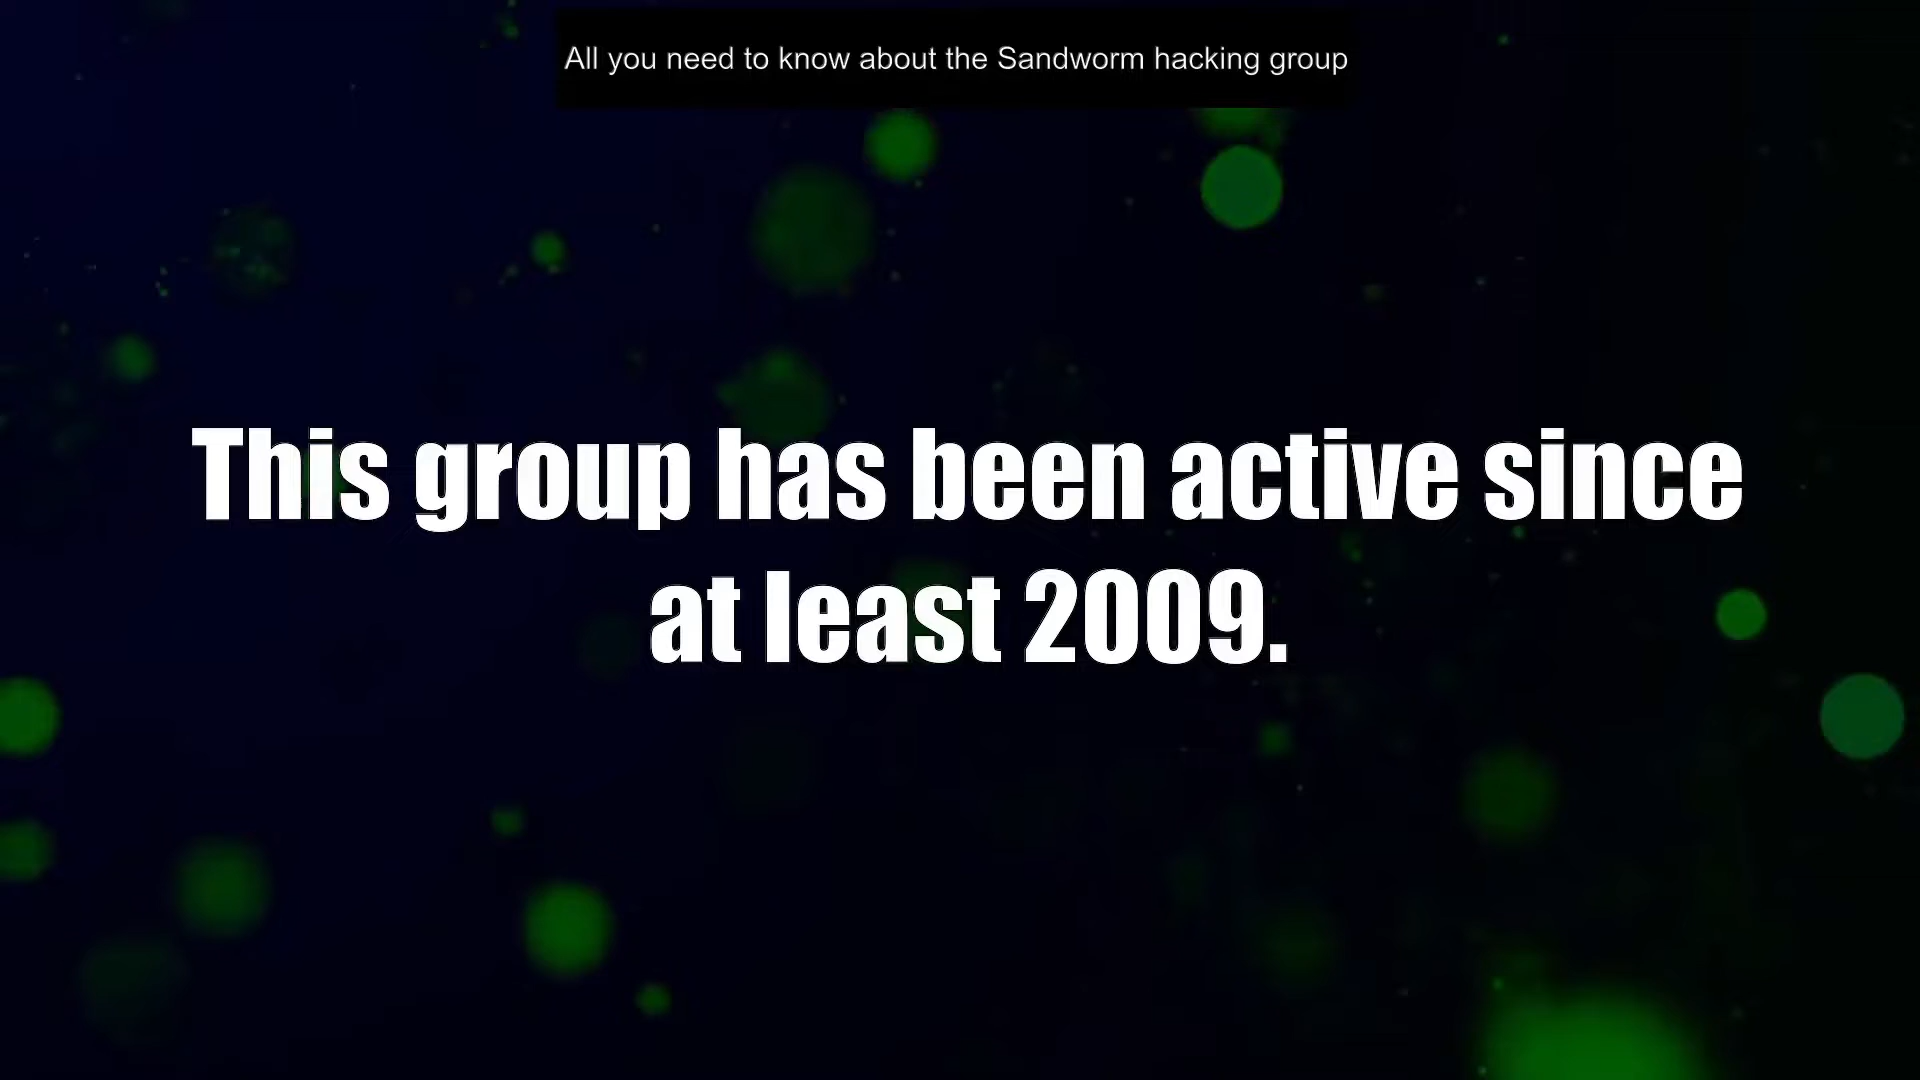 All you need to know about the Sandworm hacking group
This group has been active since
at least 2009.